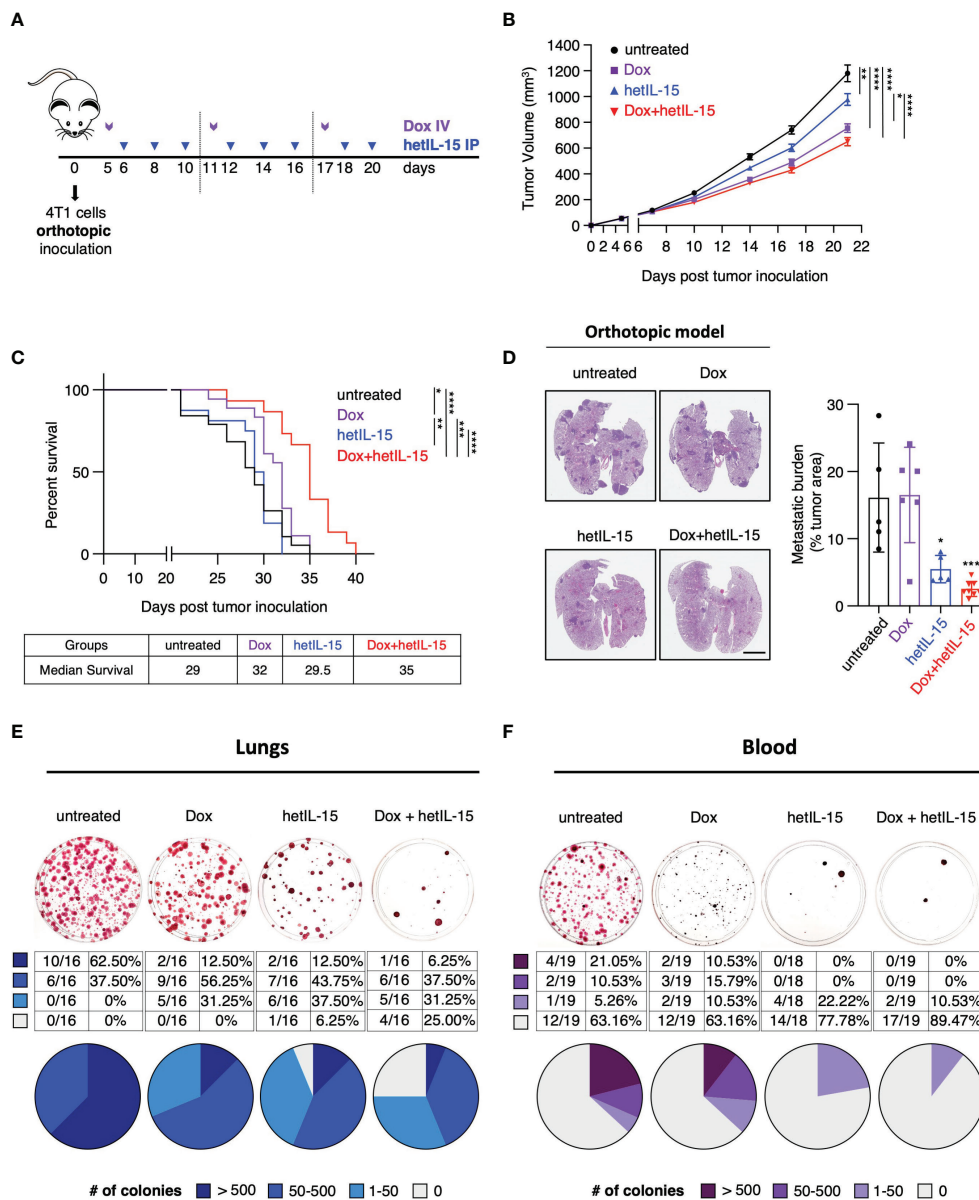 A
Dox IV
hetIL-15 IP
0 5 6 8 10 11 12 14 16 17 18 20 days
4T1 cells
orthotopic
inoculation
B
Tumor Volume (mm³)
1400
1200
1000
800
600
400
200
0
untreated
Dox
hetIL-15
Dox+hetIL-15
** **** **** * ****
0 2 4 6 6 8 10 12 14 16 18 20 22
Days post tumor inoculation
C
Percent survival
100
50
0
untreated
Dox
hetIL-15
Dox+hetIL-15
* **** ** *** ****
0 10 20 25 30 35 40
Days post tumor inoculation
Groups untreated Dox hetIL-15 Dox+hetIL-15
Median Survival 29 32 29.5 35
Orthotopic model
D
untreated Dox
hetIL-15 Dox+hetIL-15
Metastatic burden
(% tumor area)
30
20
10
0
*
***
untreated
Dox
hetIL-15
Dox+hetIL-15
E
Lungs
untreated Dox hetIL-15 Dox + hetIL-15
10/16 62.50% 2/16 12.50% 2/16 12.50% 1/16 6.25%
6/16 37.50% 9/16 56.25% 7/16 43.75% 6/16 37.50%
0/16 0% 5/16 31.25% 6/16 37.50% 5/16 31.25%
0/16 0% 0/16 0% 1/16 6.25% 4/16 25.00%
# of colonies > 500 50-500 1-50 0
F
Blood
untreated Dox hetIL-15 Dox + hetIL-15
4/19 21.05% 2/19 10.53% 0/18 0% 0/19 0%
2/19 10.53% 3/19 15.79% 0/18 0% 0/19 0%
1/19 5.26% 2/19 10.53% 4/18 22.22% 2/19 10.53%
12/19 63.16% 12/19 63.16% 14/18 77.78% 17/19 89.47%
# of colonies > 500 50-500 1-50 0